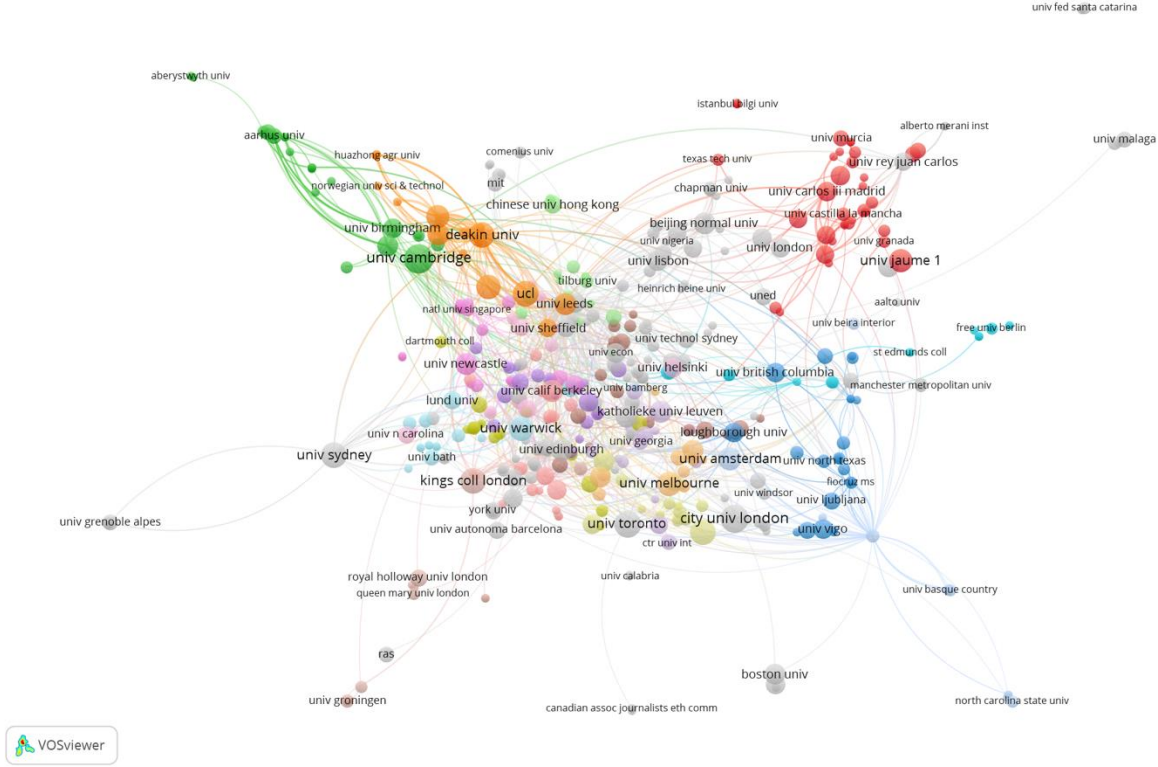 univ fed santa catarina
aberystwyth univ
istanbul bilgi univ
aarhus univ
univ murcia
alberto merani inst
univ malaga
huazhong agr univ
comenius univ
texas tech univ
univ rey juan carlos
norwegian univ sci & technol
mit
chapman univ
univ carlos iii madrid
chinese univ hong kong
univ birmingham
deakin univ
beijing normal univ
univ castilla la mancha
univ nigeria
univ london
univ granada
univ cambridge
univ lisbon
univ jaume 1
tilburg univ
heinrich heine univ
ucl
univ leeds
uned
aalto univ
natl univ singapore
univ sheffield
univ beira interior
free univ berlin
dartmouth coll
univ technol sydney
univ econ
st edmunds coll
univ newcastle
univ helsinki
univ british columbia
manchester metropolitan univ
univ calif berkeley
univ bamberg
lund univ
katholieke univ leuven
univ n carolina
univ warwick
univ georgia
loughborough univ
univ sydney
univ bath
univ edinburgh
univ amsterdam
univ north texas
kings coll london
univ melbourne
fiocruz ms
univ windsor
univ ljubljana
york univ
univ grenoble alpes
univ autonoma barcelona
univ toronto
city univ london
univ vigo
ctr univ int
royal holloway univ london
univ calabria
queen mary univ london
univ basque country
ras
boston univ
univ groningen
canadian assoc journalists eth comm
north carolina state univ
VOSviewer